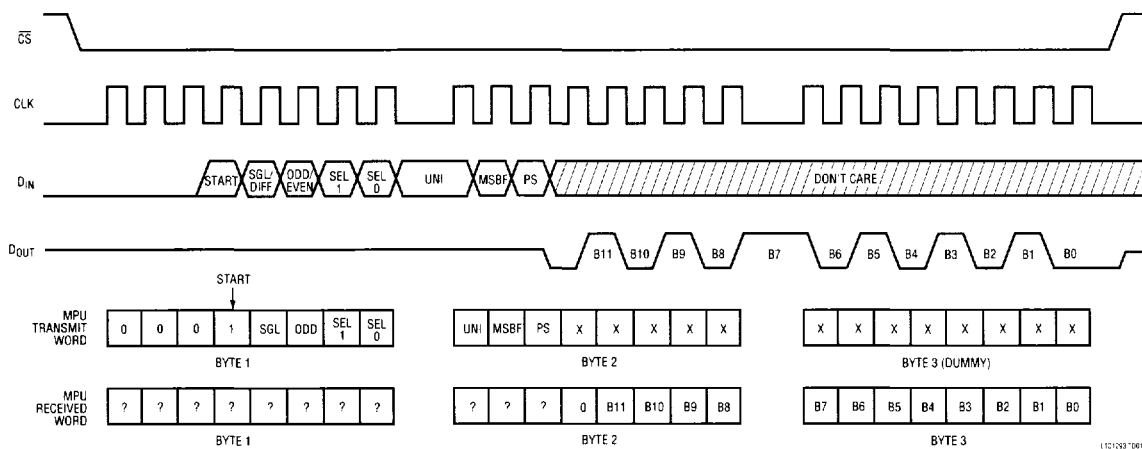 CS
CLK
DIN START SGL/DIFF ODD/EVEN SEL 1 SEL 0 UNI MSBF PS DON'T CARE
DOUT B11 B10 B9 B8 B7 B6 B5 B4 B3 B2 B1 B0
START
MPU TRANSMIT WORD 0 0 0 1 SGL ODD SEL 1 SEL 0 UNI MSBF PS X X X X X X X X X X X X X
BYTE 1 BYTE 2 BYTE 3 (DUMMY)
MPU RECEIVED WORD ? ? ? ? ? ? ? ? ? ? ? 0 B11 B10 B9 B8 B7 B6 B5 B4 B3 B2 B1 B0
BYTE 1 BYTE 2 BYTE 3